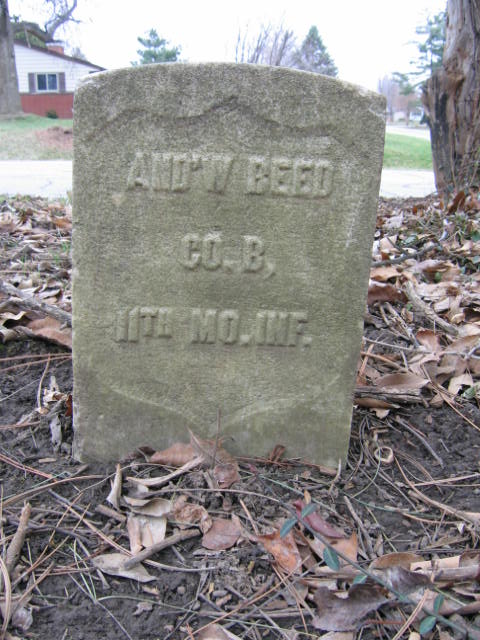 AND'W BEED
CO. B,
11TH MO. INF.